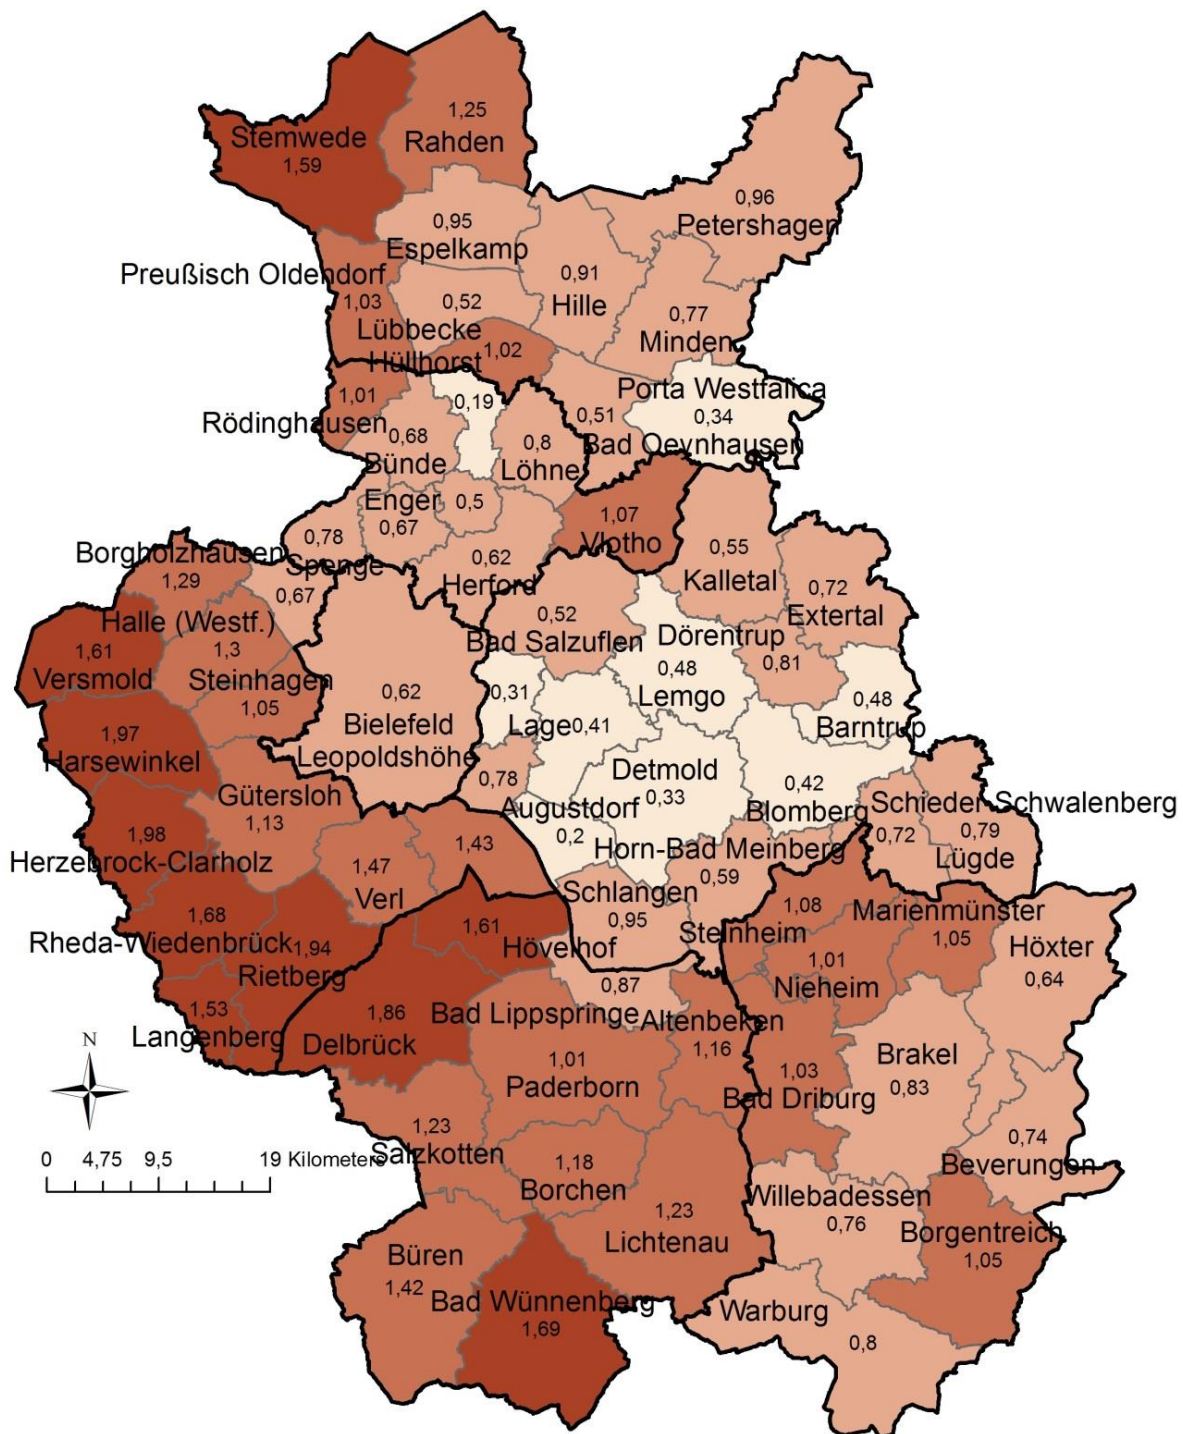 1,25
Rahden
Stemwede
1,59
0,96
Petershagen
0,95
Espelkamp
Preußisch Oldendorf
1,03
0,52
Lübbecke
0,91
Hille
0,77
Minden
Hüllhorst
1,02
Porta Westfalica
0,34
1,01
Rödinghausen
0,19
0,51
Bad Oeynhausen
0,68
Bünde
0,8
Löhne
Enger
0,5
0,67
0,78
Spenge
1,07
Vlotho
0,62
Herford
0,55
Kalletal
0,72
Extertal
Borgholzhausen
1,29
0,67
0,52
Bad Salzuflen
Dörentrup
0,81
Halle (Westf.)
1,3
1,61
Versmold
Steinhagen
1,05
0,48
Lemgo
0,48
Barntrup
0,62
Bielefeld
Leopoldshöhe
0,31
Lage
0,41
1,97
Harsewinkel
0,78
Detmold
0,33
0,42
Blomberg
Gütersloh
1,13
Augustdorf
0,2
Schieder-Schwalenberg
0,72
0,79
Lügde
1,98
Herzebrock-Clarholz
1,47
Verl
1,43
Horn-Bad Meinberg
0,59
Schlangen
0,95
1,68
Rheda-Wiedenbrück
1,94
Rietberg
1,61
Hövelhof
Steinheim
1,08
Marienmünster
1,05
Höxter
0,64
1,01
Nieheim
1,53
Langenberg
1,86
Delbrück
0,87
Bad Lippspringe
Altenbeken
1,16
N
1,01
Paderborn
1,03
Bad Driburg
Brakel
0,83
1,23
Salzkotten
0,74
Beverungen
0 4,75 9,5 19 Kilometers
1,18
Borchen
Willebadessen
0,76
1,23
Lichtenau
Borgentreich
1,05
Büren
1,42
Bad Wünnenberg
1,69
Warburg
0,8